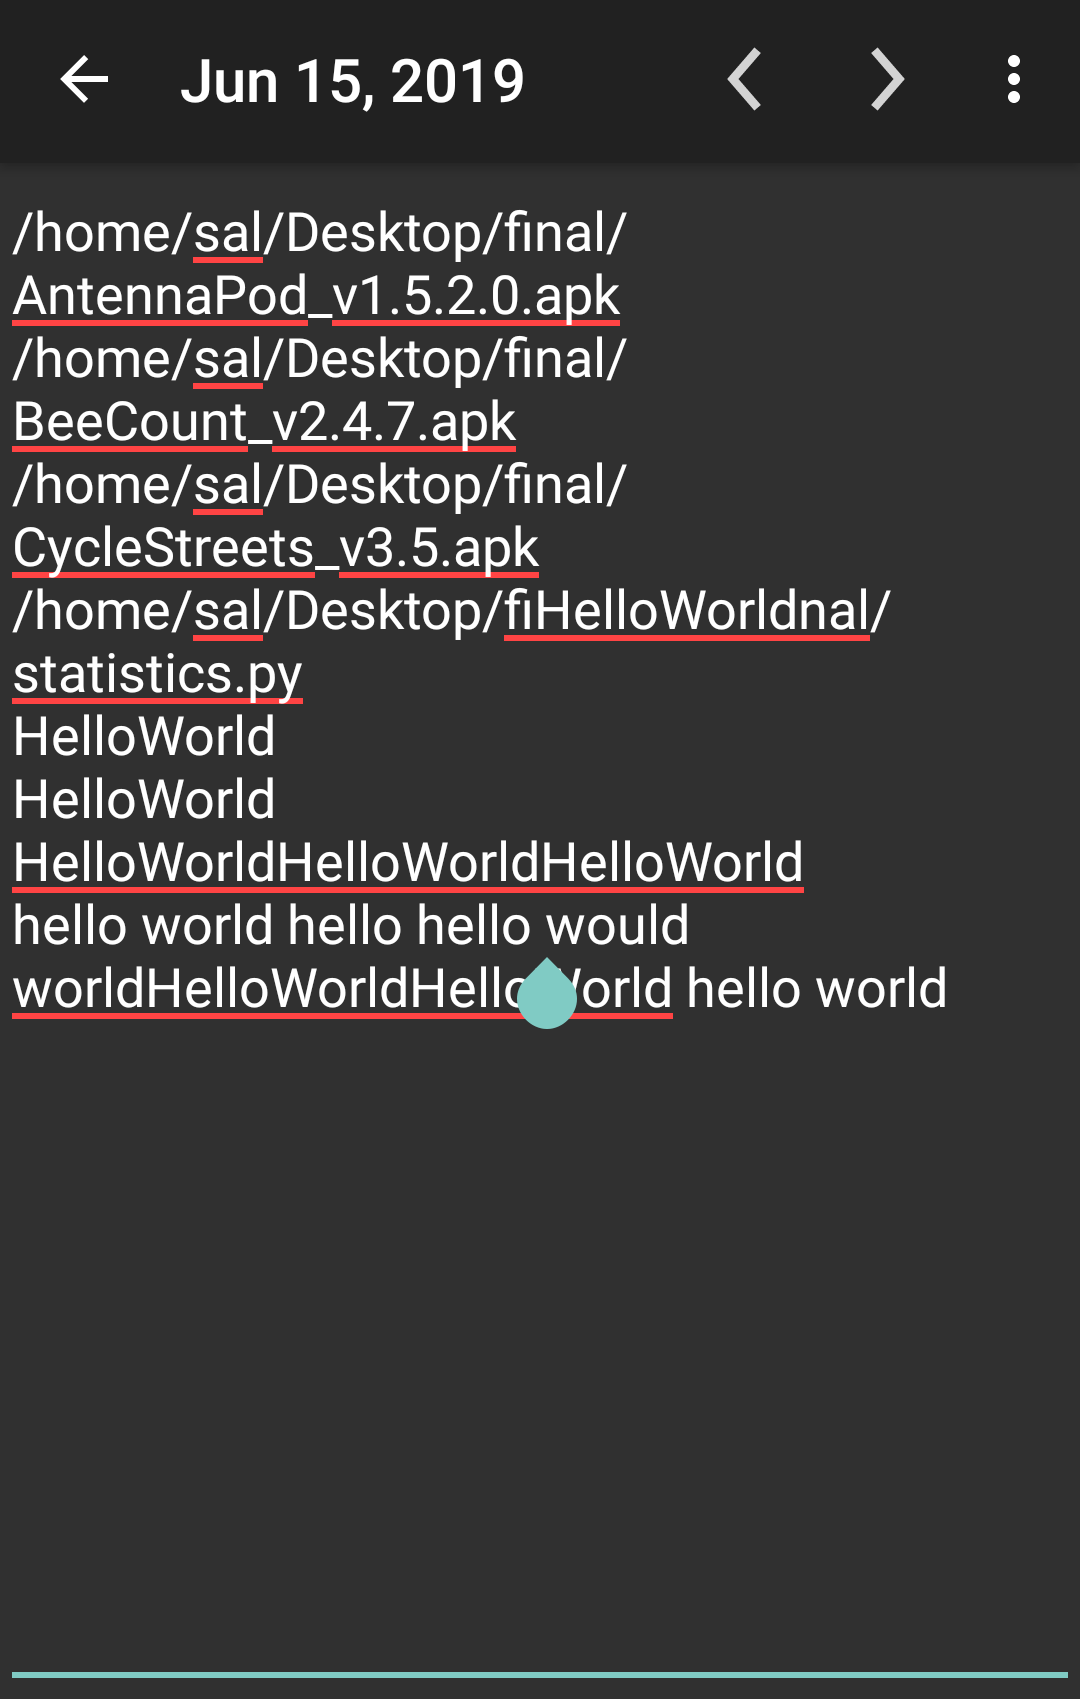 Jun 15, 2019
/home/sal/Desktop/final/
AntennaPod_v1.5.2.0.apk
/home/sal/Desktop/final/
BeeCount_v2.4.7.apk
/home/sal/Desktop/final/
CycleStreets_v3.5.apk
/home/sal/Desktop/fiHelloWorldnal/
statistics.py
HelloWorld
HelloWorld
HelloWorldHelloWorldHelloWorld
hello world hello hello would
worldHelloWorldHelloWorld hello world